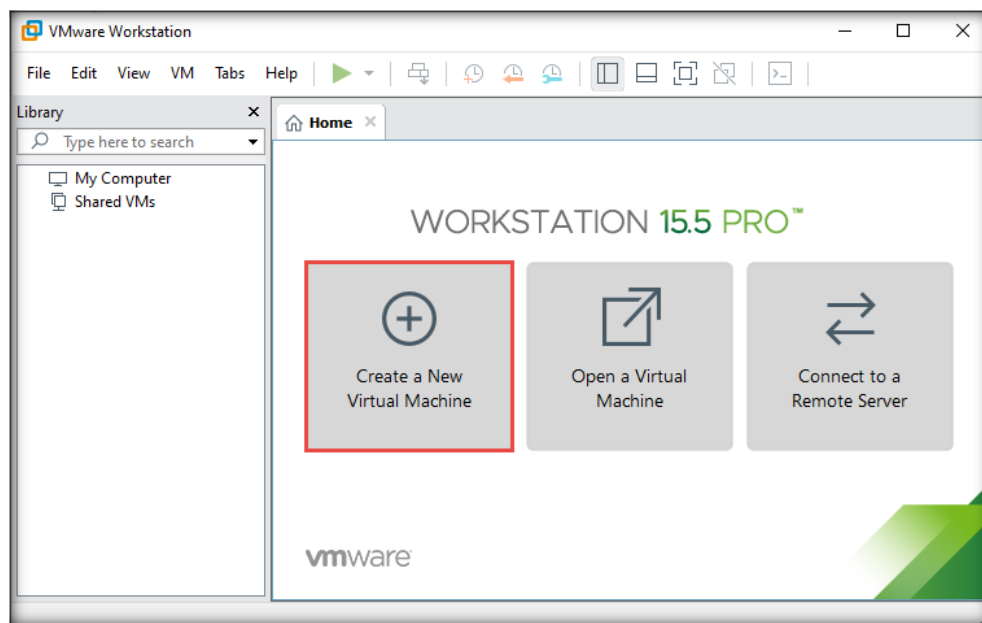 VMware Workstation
File Edit View VM Tabs Help
Library
Type here to search
My Computer
Shared VMs
Home
WORKSTATION 15.5 PRO™
Create a New
Virtual Machine
Open a Virtual
Machine
Connect to a
Remote Server
vmware